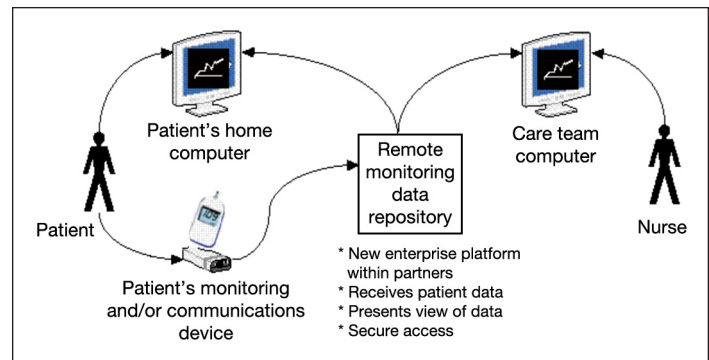 Patient's home
computer
Care team
computer
Remote
monitoring
data
repository
Patient
Nurse
109
Patient's monitoring
and/or communications
device
* New enterprise platform
within partners
* Receives patient data
* Presents view of data
* Secure access